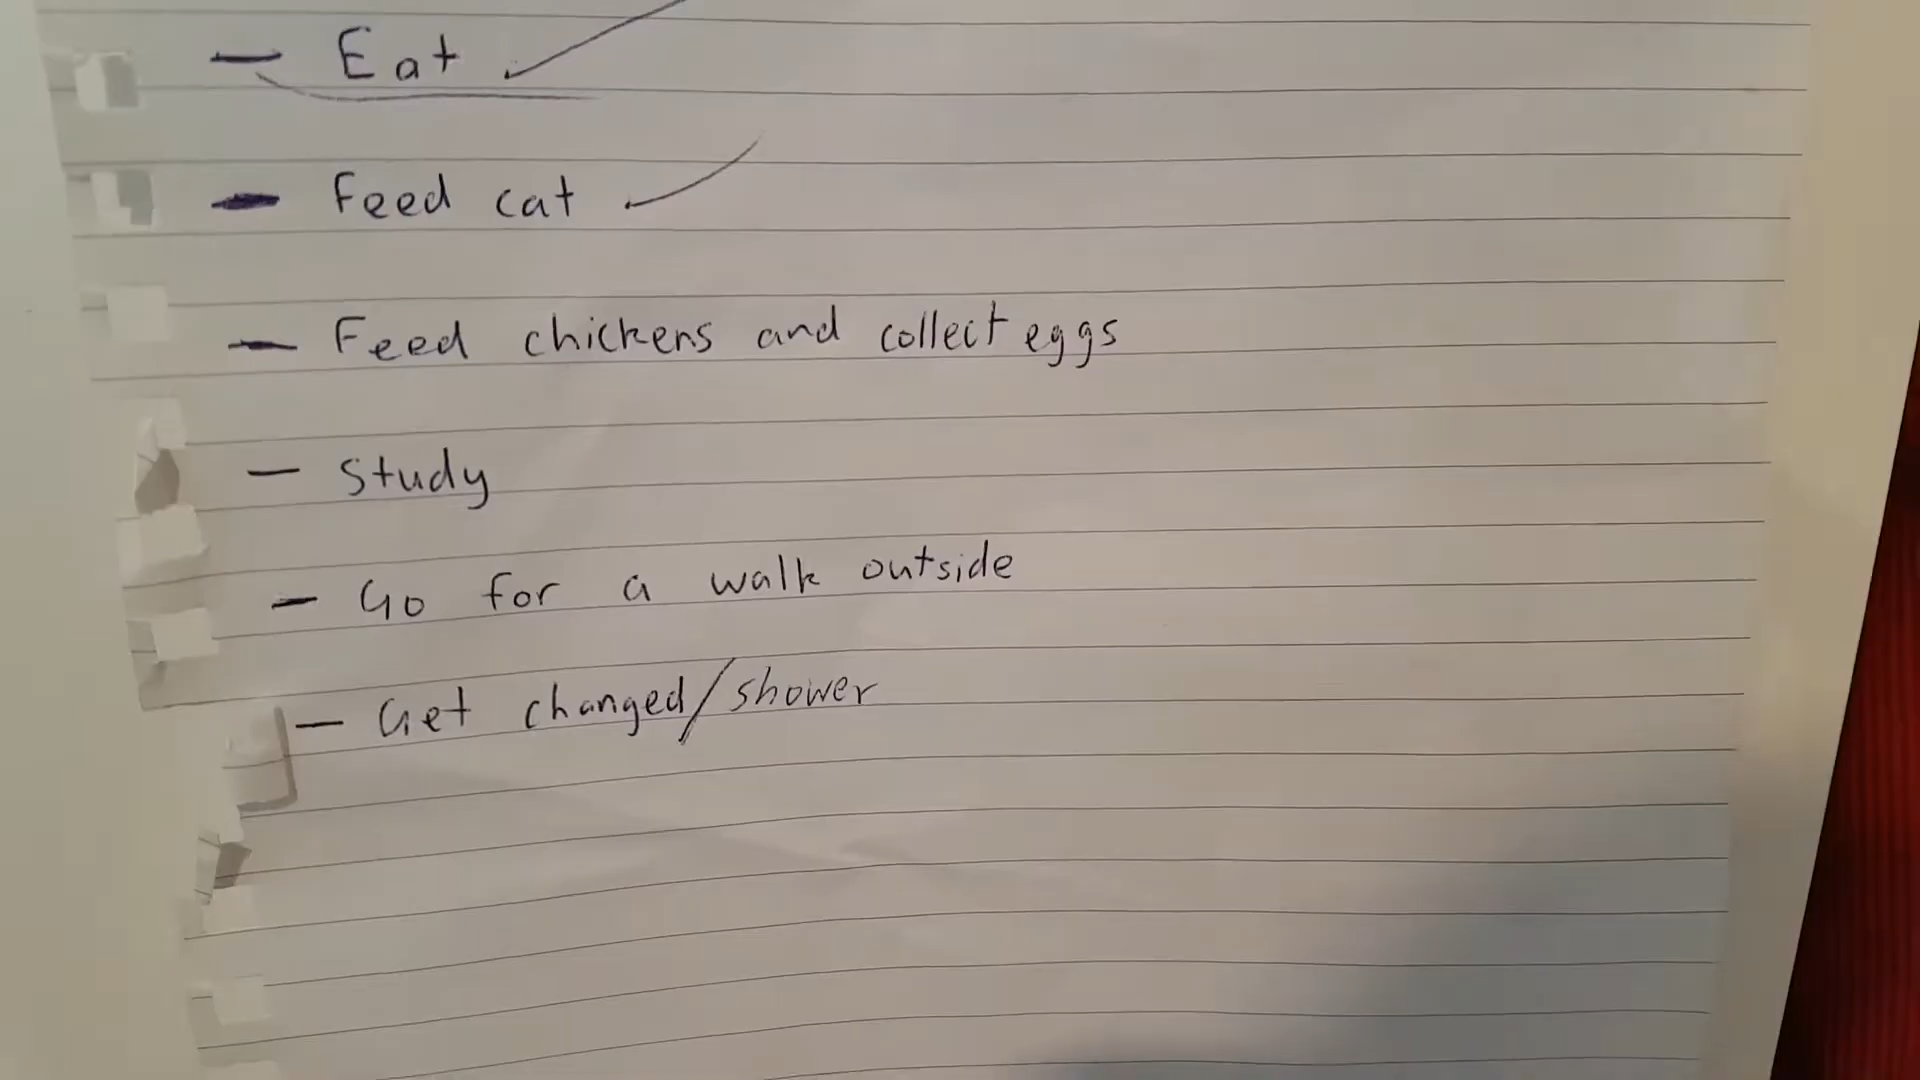 - Eat ✓
- Feed cat ✓
- Feed chickens and collect eggs
- Study
- Go for a walk outside
- Get changed/shower